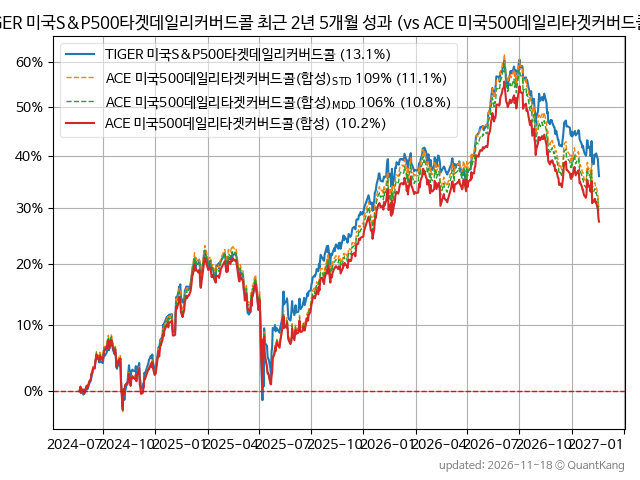 ER 미국S&P500타겟데일리커버드콜 최근 2년 5개월 성과 (vs ACE 미국500데일리타겟커버드콜
TIGER 미국S&P500타겟데일리커버드콜 (13.1%)
ACE 미국500데일리타겟커버드콜(합성)STD 109% (11.1%)
ACE 미국500데일리타겟커버드콜(합성)MDD 106% (10.8%)
ACE 미국500데일리타겟커버드콜(합성) (10.2%)
60%
50%
40%
30%
20%
10%
0%
2024-07 2024-10 2025-01 2025-04 2025-07 2025-10 2026-01 2026-04 2026-07 2026-10 2027-01
updated: 2026-11-18 © QuantKang